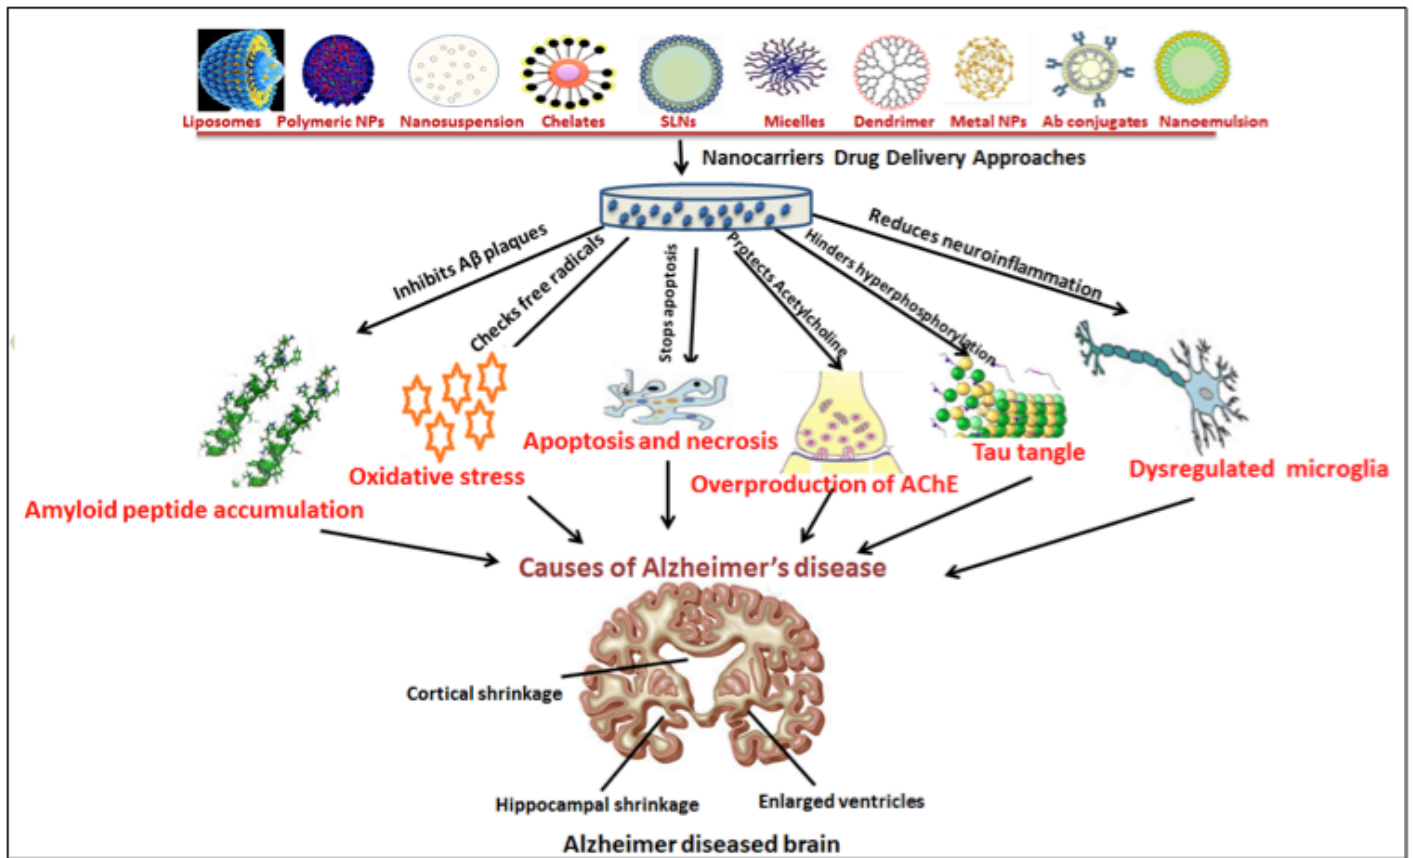 Liposomes Polymeric NPs Nanosuspension Chelates SLNs Micelles Dendrimer Metal NPs Ab conjugates Nanoemulsion
Nanocarriers Drug Delivery Approaches
Inhibits Aβ plaques
Checks free radicals
Stops apoptosis
Protects Acetylcholine
Hinders hyperphosphorylation
Reduces neuroinflammation
Amyloid peptide accumulation
Oxidative stress
Apoptosis and necrosis
Overproduction of AChE
Tau tangle
Dysregulated microglia
Causes of Alzheimer's disease
Cortical shrinkage
Hippocampal shrinkage
Enlarged ventricles
Alzheimer diseased brain